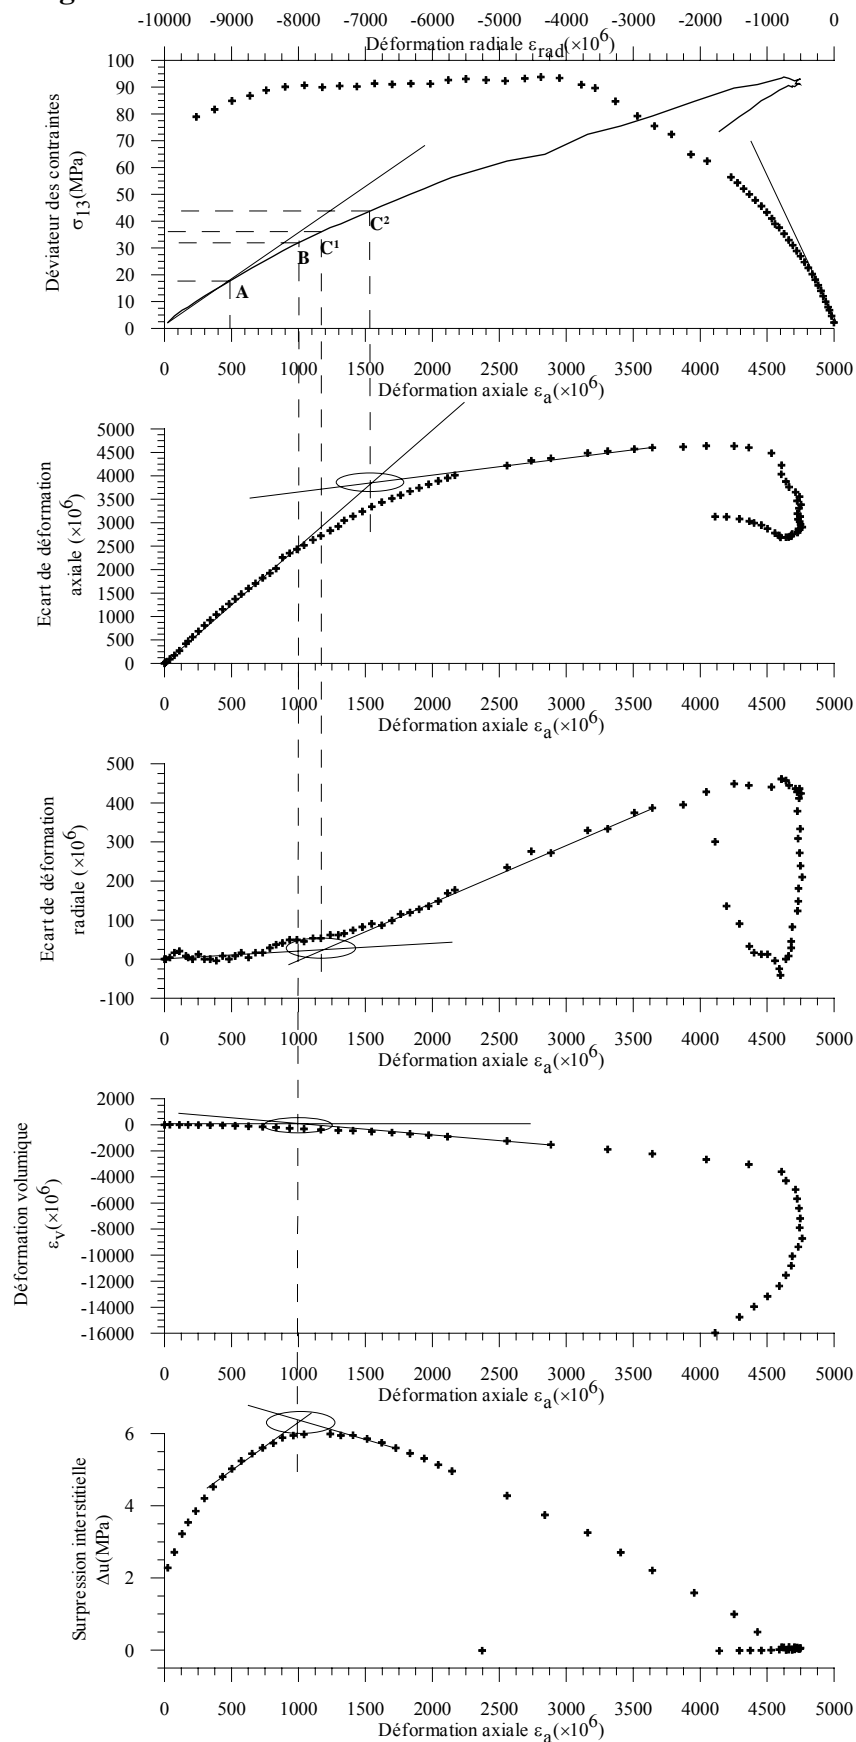 -10000 -9000 -8000 -7000 -6000 -5000 -4000 -3000 -2000 -1000 0
Déformation radiale εrad(×10⁶)
Déviateur des contraintes
σ13(MPa)
100
90
80
70
60
50
40
30
20
10
0
A
B
C¹
C²
0 500 1000 1500 2000 2500 3000 3500 4000 4500 5000
Déformation axiale εa(×10⁶)
Ecart de déformation
axiale (×10⁶)
5000
4500
4000
3500
3000
2500
2000
1500
1000
500
0
0 500 1000 1500 2000 2500 3000 3500 4000 4500 5000
Déformation axiale εa(×10⁶)
Ecart de déformation
radiale (×10⁶)
500
400
300
200
100
0
-100
0 500 1000 1500 2000 2500 3000 3500 4000 4500 5000
Déformation axiale εa(×10⁶)
Déformation volumique
εv(×10⁶)
2000
0
-2000
-4000
-6000
-8000
-10000
-12000
-14000
-16000
0 500 1000 1500 2000 2500 3000 3500 4000 4500 5000
Déformation axiale εa(×10⁶)
Surpression interstitielle
Δu(MPa)
6
4
2
0
0 500 1000 1500 2000 2500 3000 3500 4000 4500 5000
Déformation axiale εa(×10⁶)